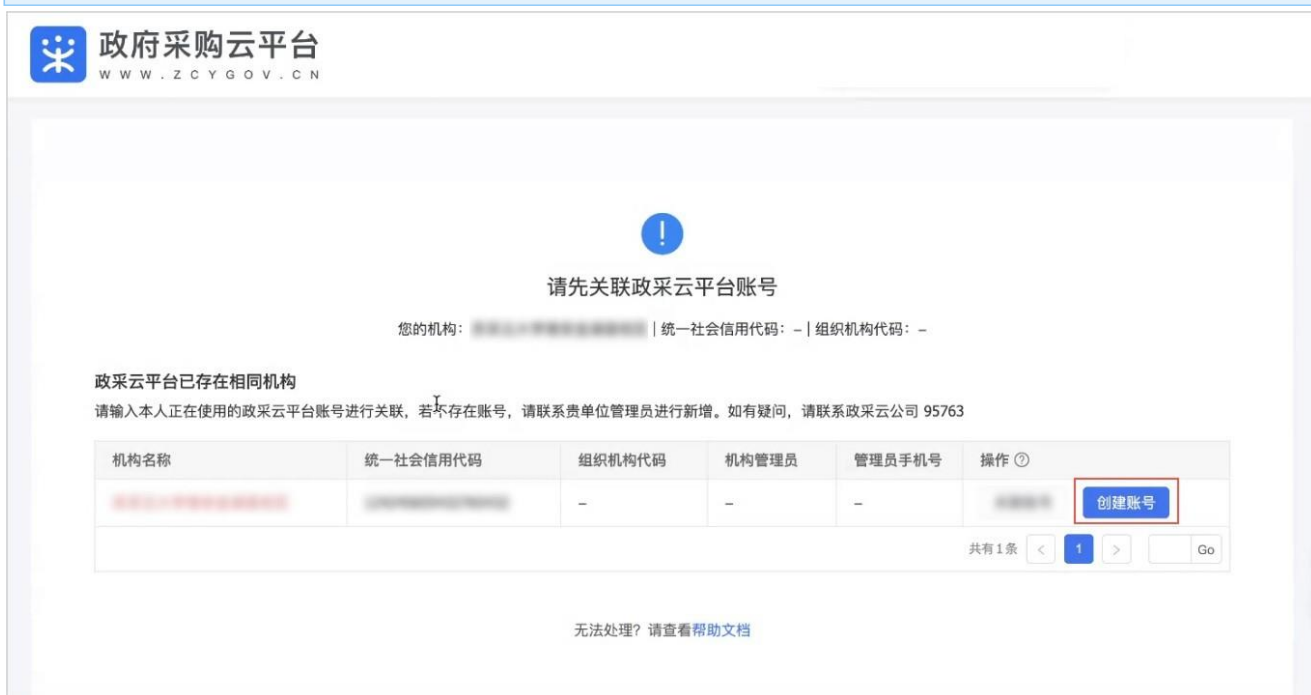 政府采购云平台
WWW.ZCYGOV.CN
请先关联政采云平台账号
您的机构： | 统一社会信用代码：– | 组织机构代码：–
政采云平台已存在相同机构
请输入本人正在使用的政采云平台账号进行关联，若不存在账号，请联系贵单位管理员进行新增。如有疑问，请联系政采云公司 95763
机构名称 统一社会信用代码 组织机构代码 机构管理员 管理员手机号 操作 ?
– – – 创建账号
共有1条 < 1 > Go
无法处理？请查看帮助文档